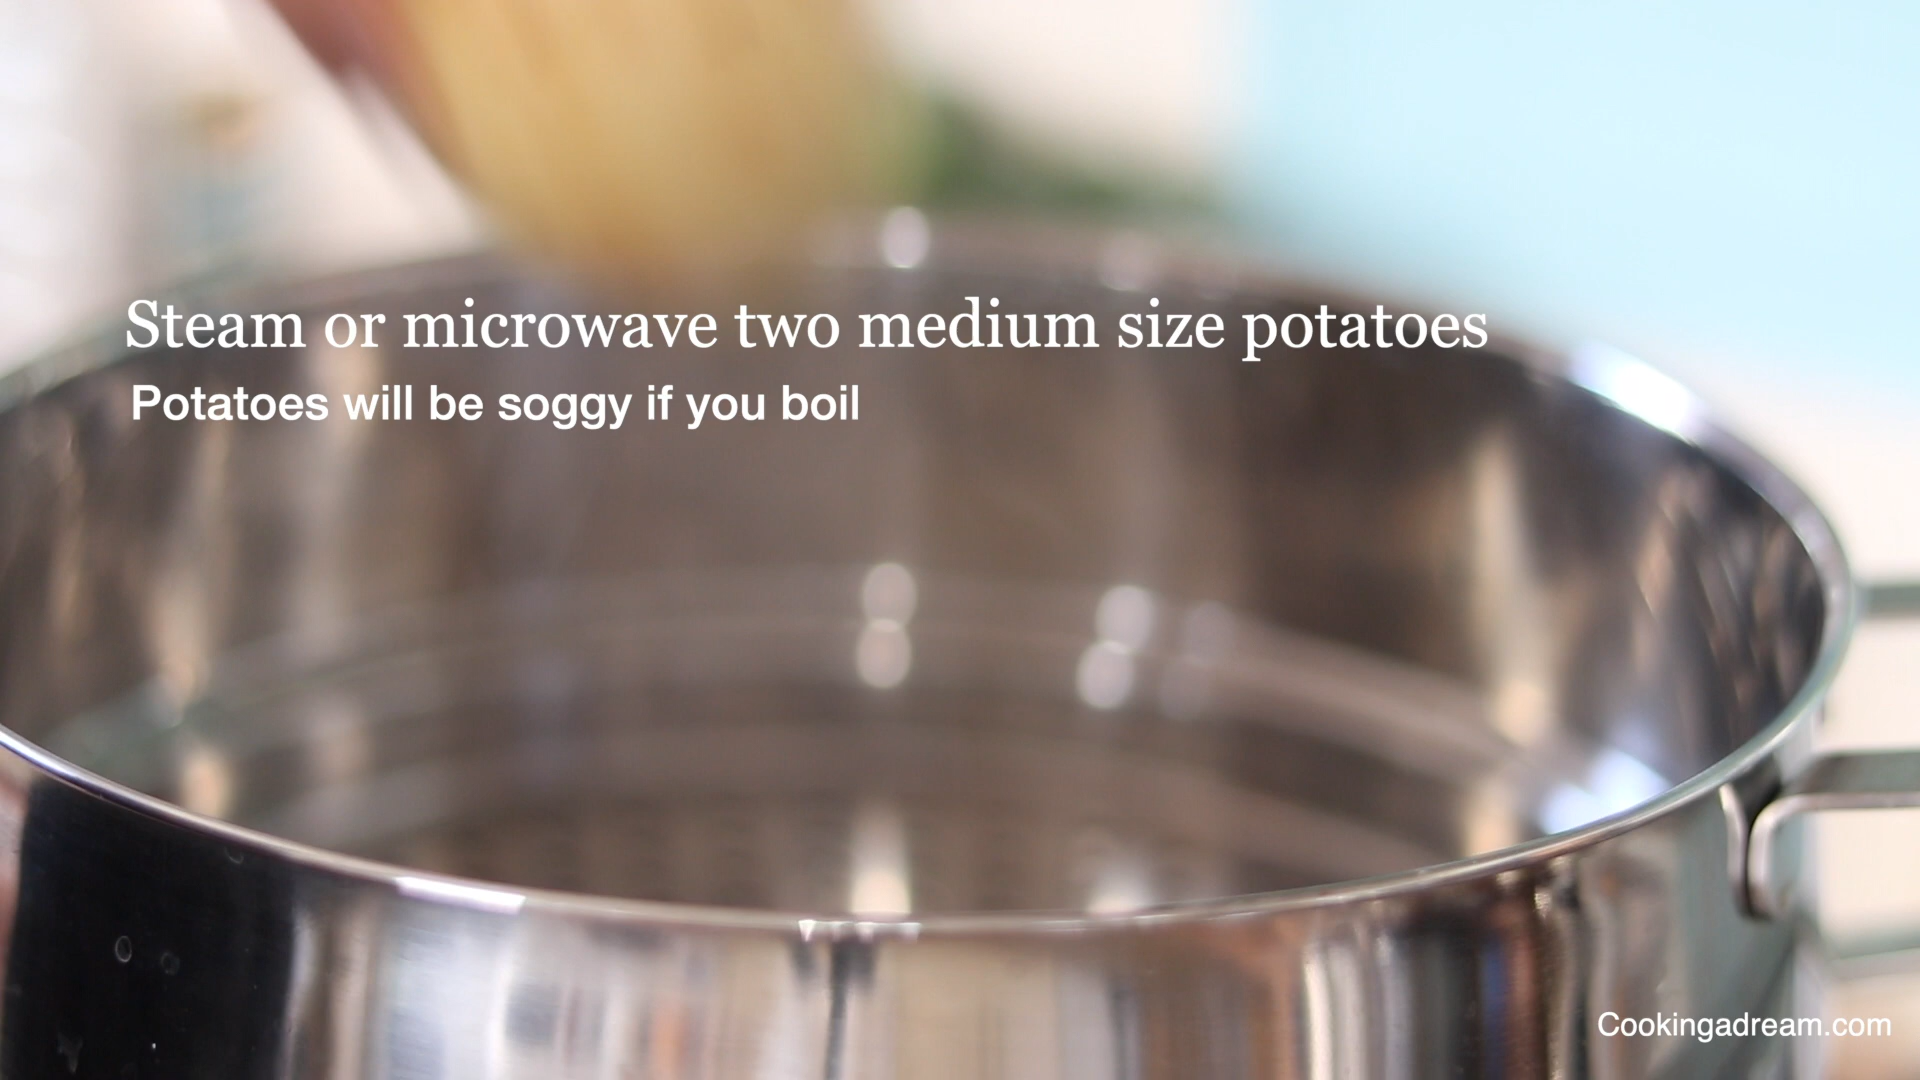 Steam or microwave two medium size potatoes
Potatoes will be soggy if you boil
Cookingadream.com